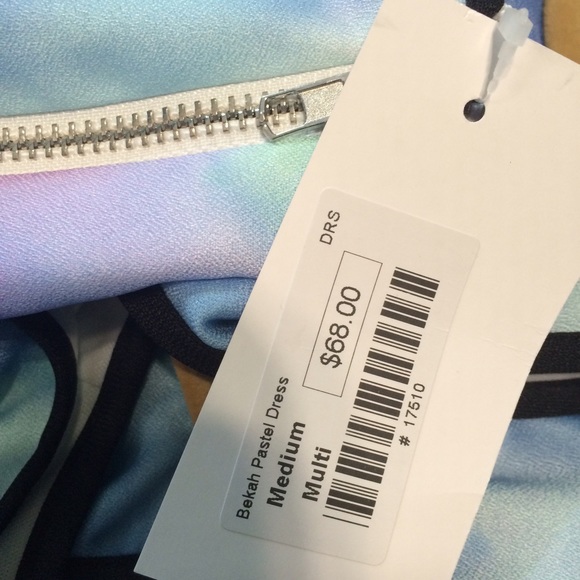 DRS
$68.00
Bekah Pastel Dress
Medium
Multi
# 17510